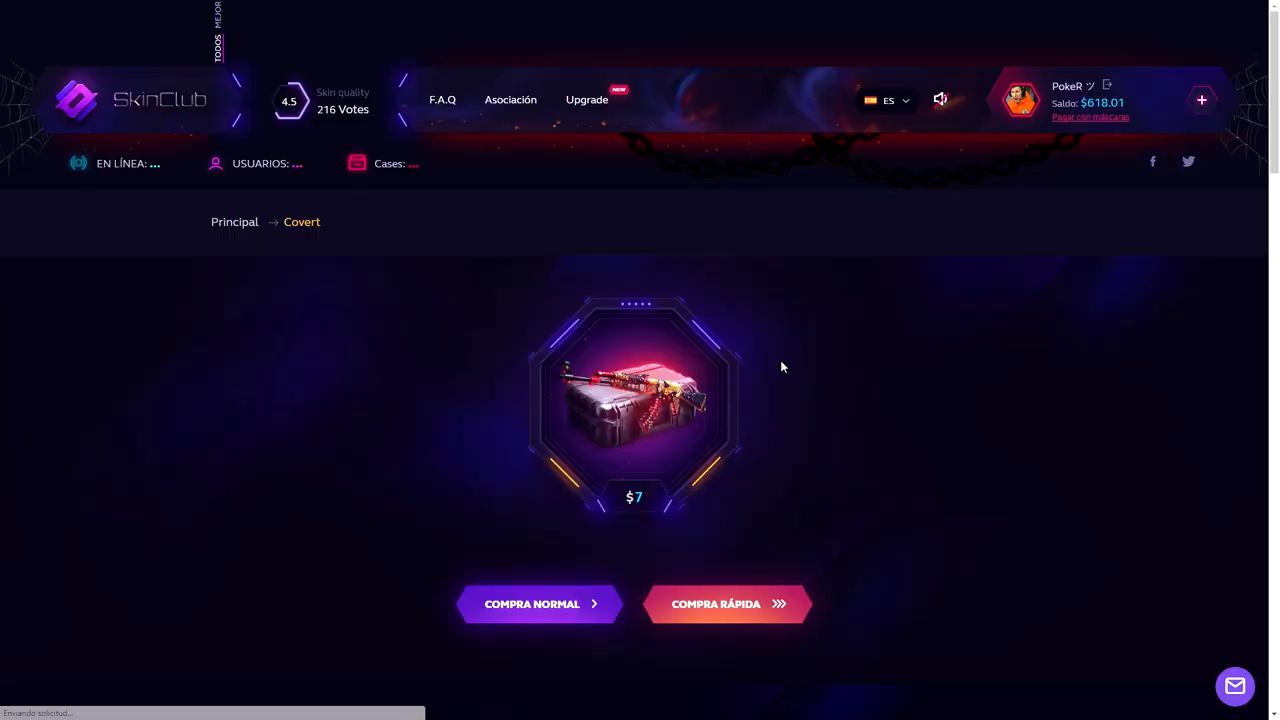 TODOS MEJOR
SkinClub
4.5
Skin quality
216 Votes
F.A.Q
Asociación
Upgrade
NEW
ES
PokeR ツ
Saldo: $618.01
Pagar con máscaras
EN LÍNEA: ...
USUARIOS: ...
Cases: ...
Principal → Covert
$7
COMPRA NORMAL
COMPRA RÁPIDA
Enviando solicitud...